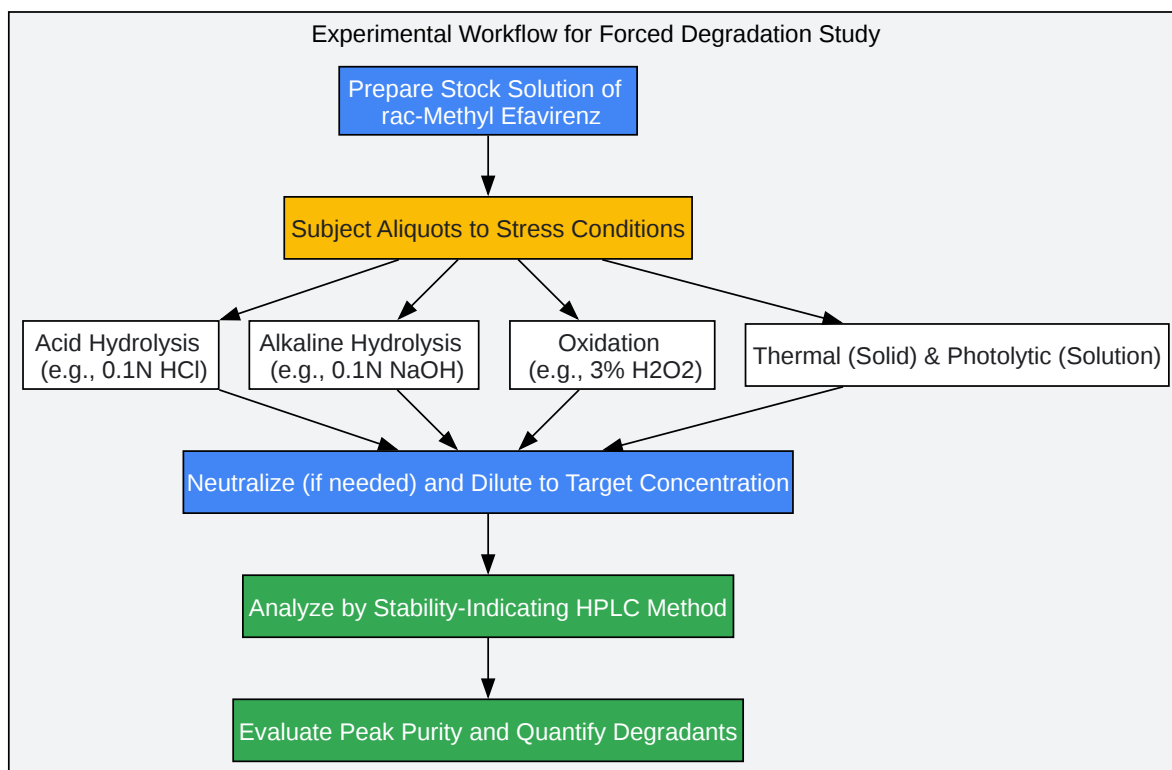 Experimental Workflow for Forced Degradation Study
Prepare Stock Solution of
rac-Methyl Efavirenz
Subject Aliquots to Stress Conditions
Acid Hydrolysis
(e.g., 0.1N HCl)
Alkaline Hydrolysis
(e.g., 0.1N NaOH)
Oxidation
(e.g., 3% H2O2)
Thermal (Solid) & Photolytic (Solution)
Neutralize (if needed) and Dilute to Target Concentration
Analyze by Stability-Indicating HPLC Method
Evaluate Peak Purity and Quantify Degradants